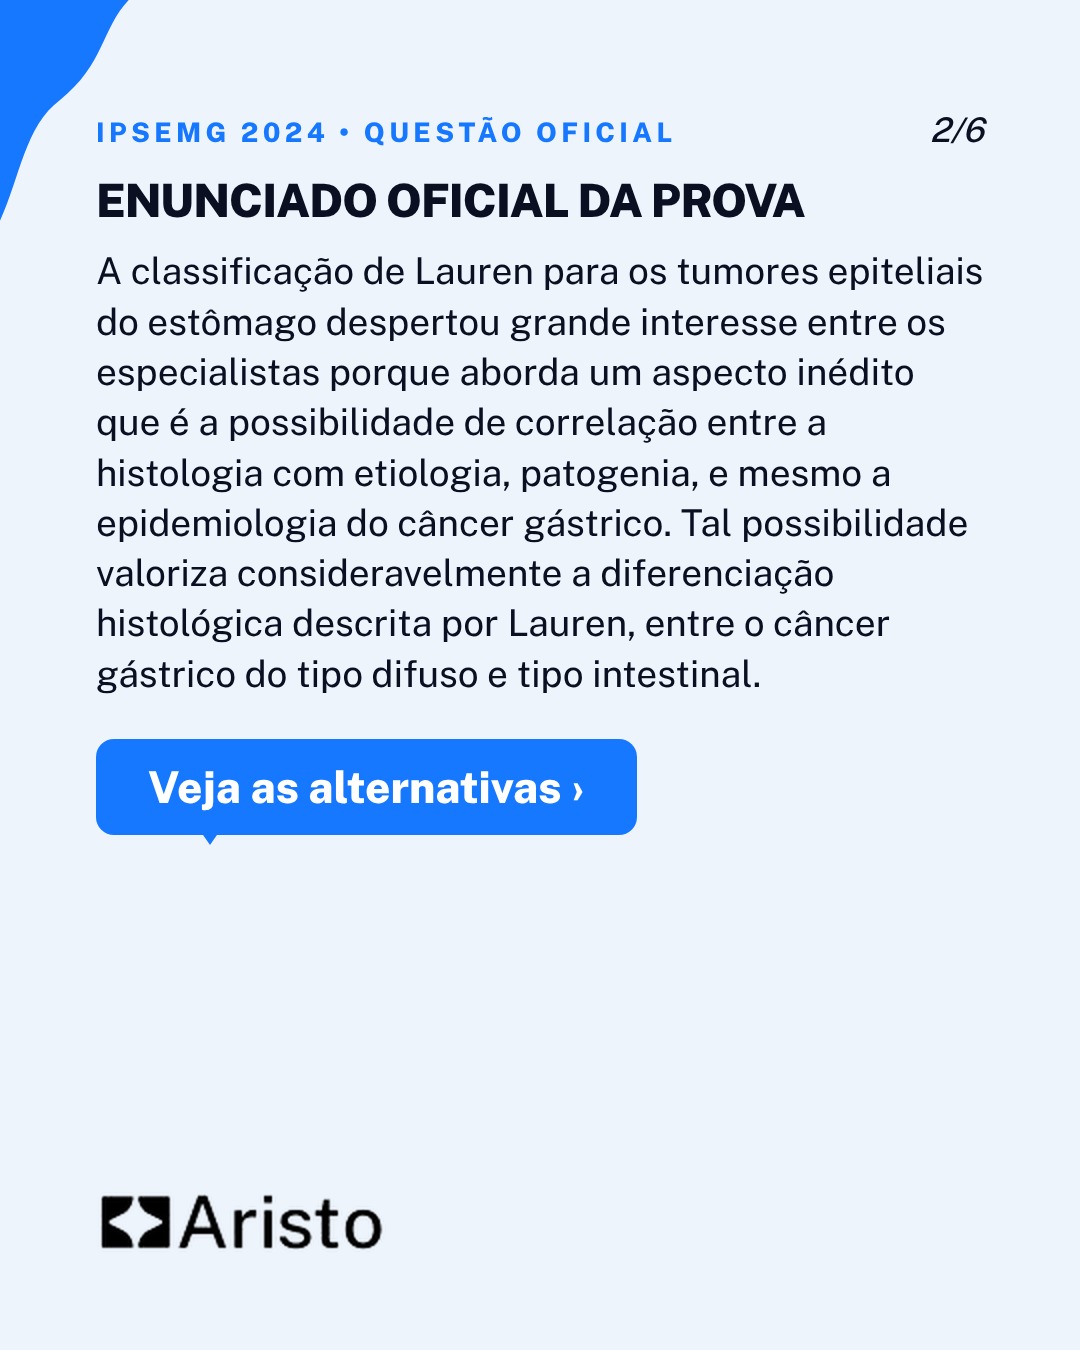 IPSEMG 2024 • QUESTÃO OFICIAL
2/6
ENUNCIADO OFICIAL DA PROVA
A classificação de Lauren para os tumores epiteliais
do estômago despertou grande interesse entre os
especialistas porque aborda um aspecto inédito
que é a possibilidade de correlação entre a
histologia com etiologia, patogenia, e mesmo a
epidemiologia do câncer gástrico. Tal possibilidade
valoriza consideravelmente a diferenciação
histológica descrita por Lauren, entre o câncer
gástrico do tipo difuso e tipo intestinal.
Veja as alternativas ›
Aristo